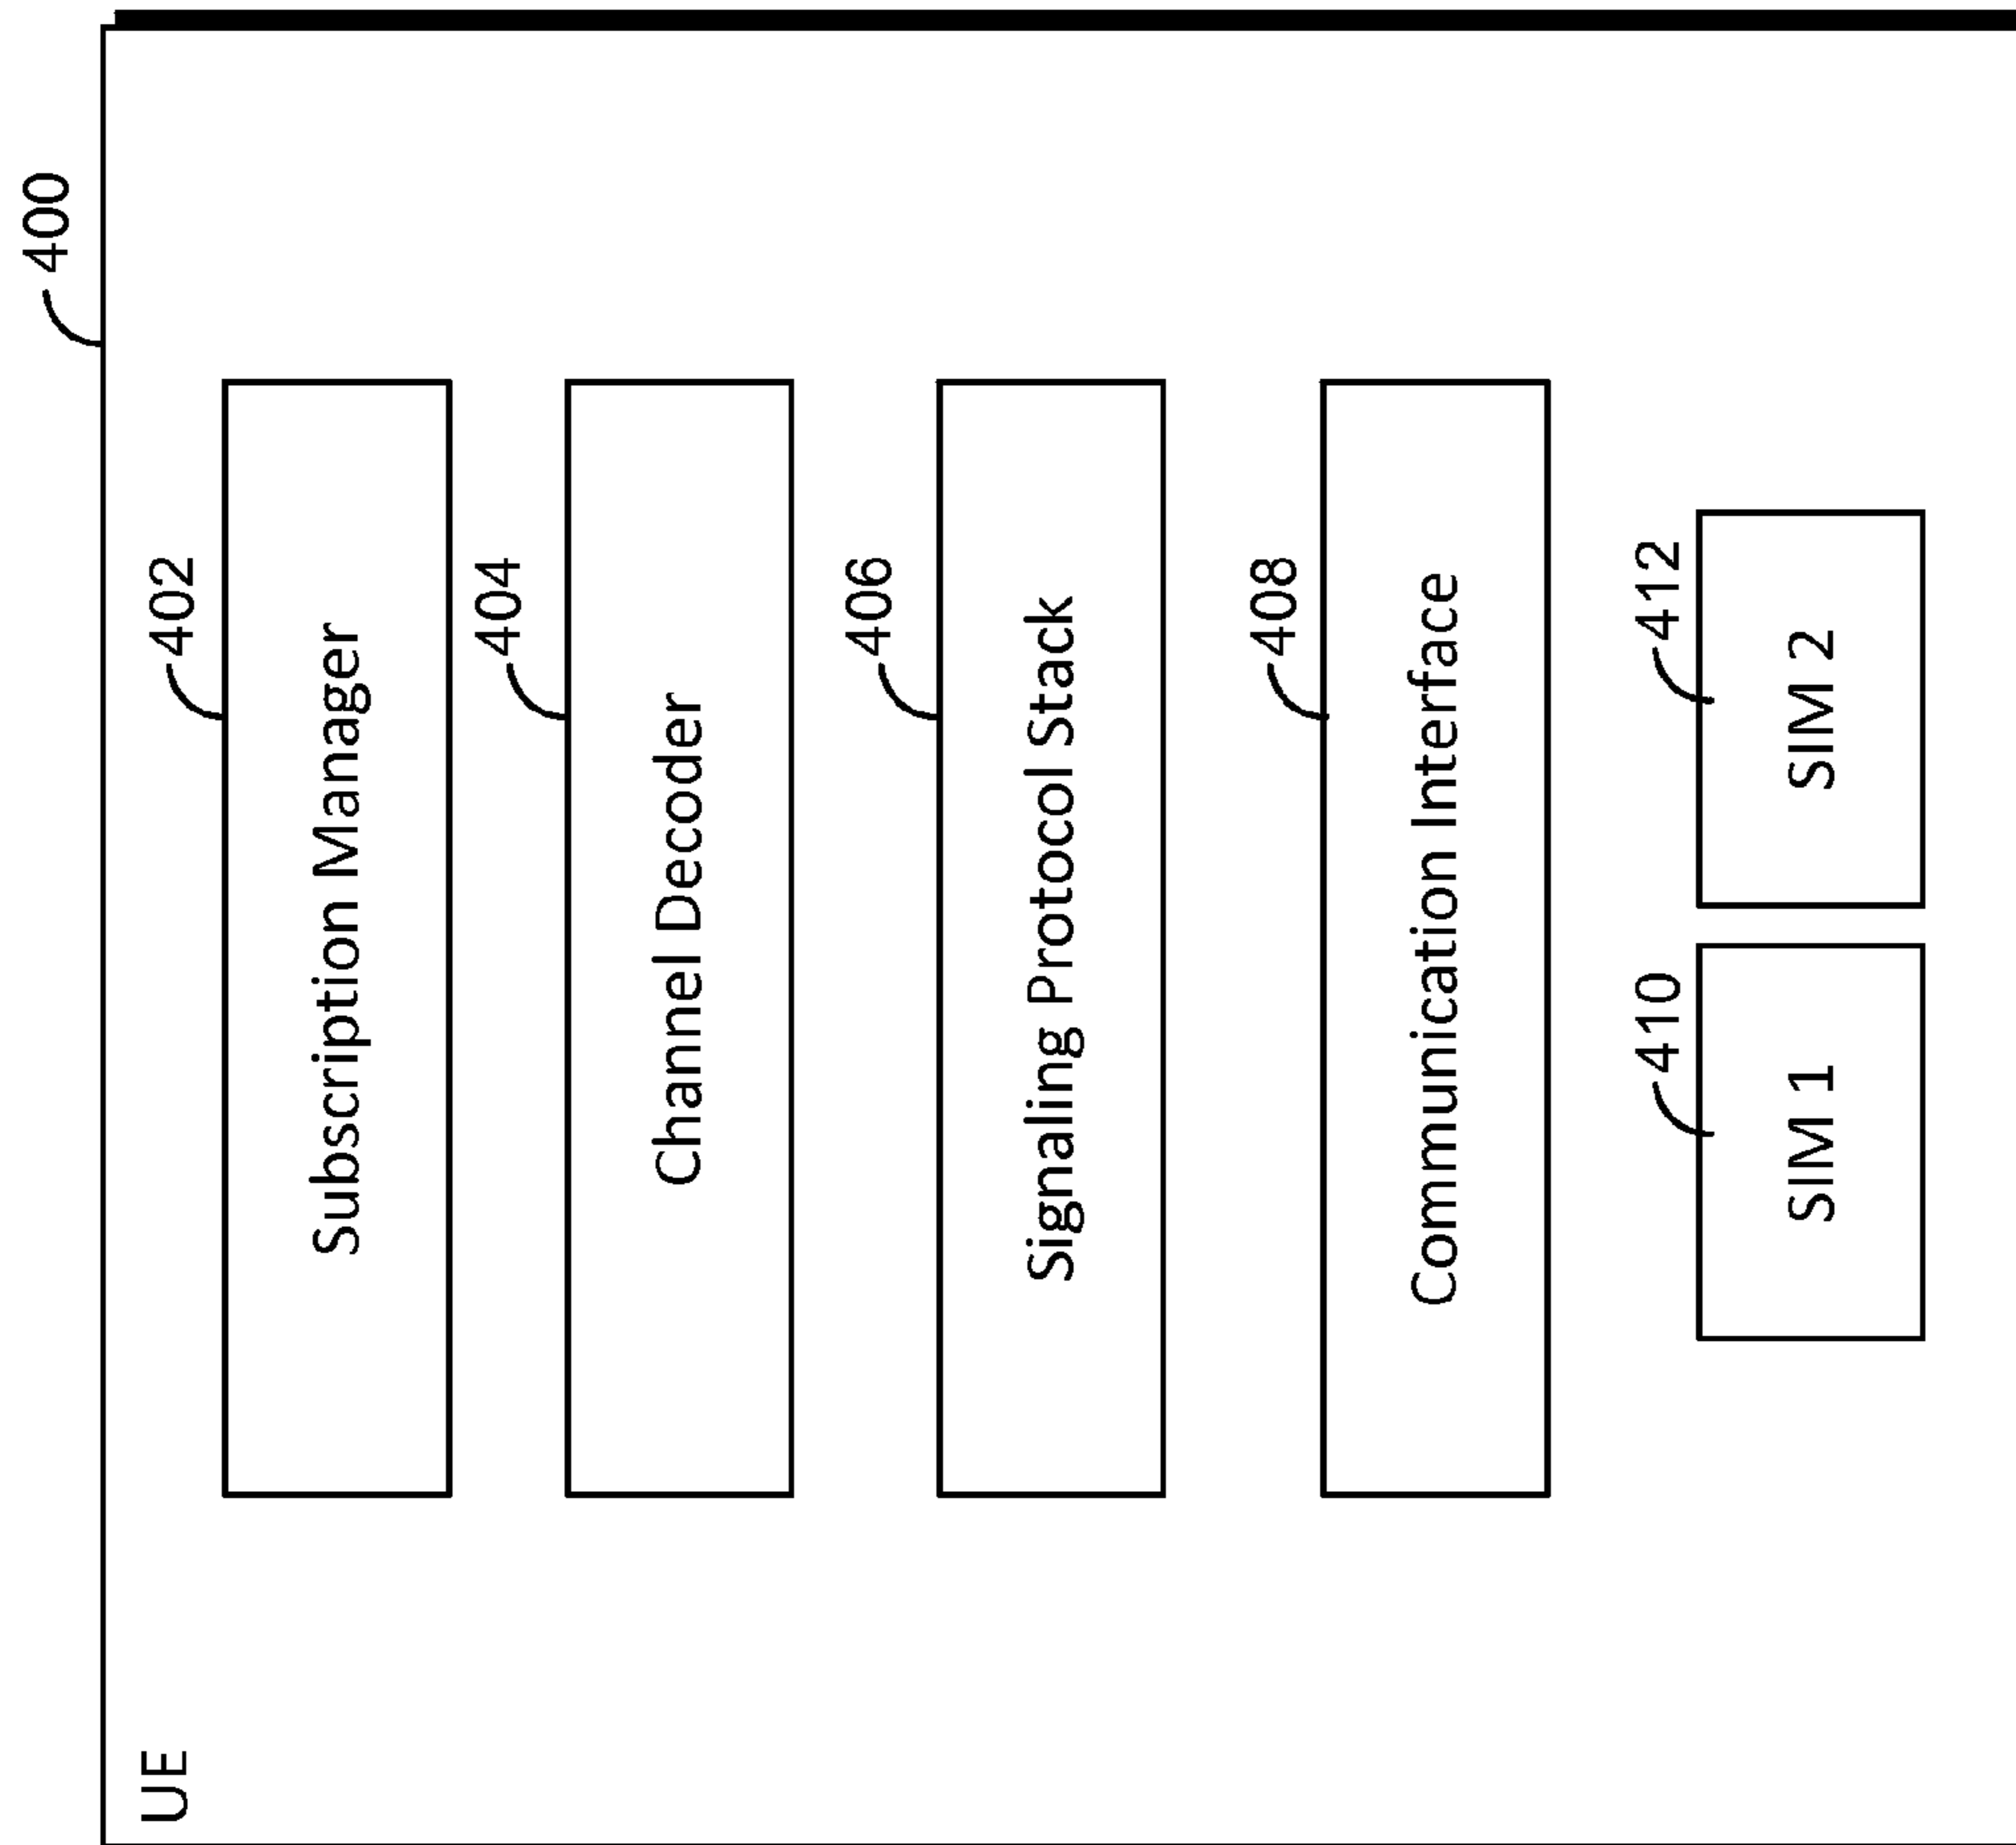 400
UE
402
Subscription Manager
404
Channel Decoder
406
Signaling Protocol Stack
408
Communication Interface
410
412
SIM 1
SIM 2